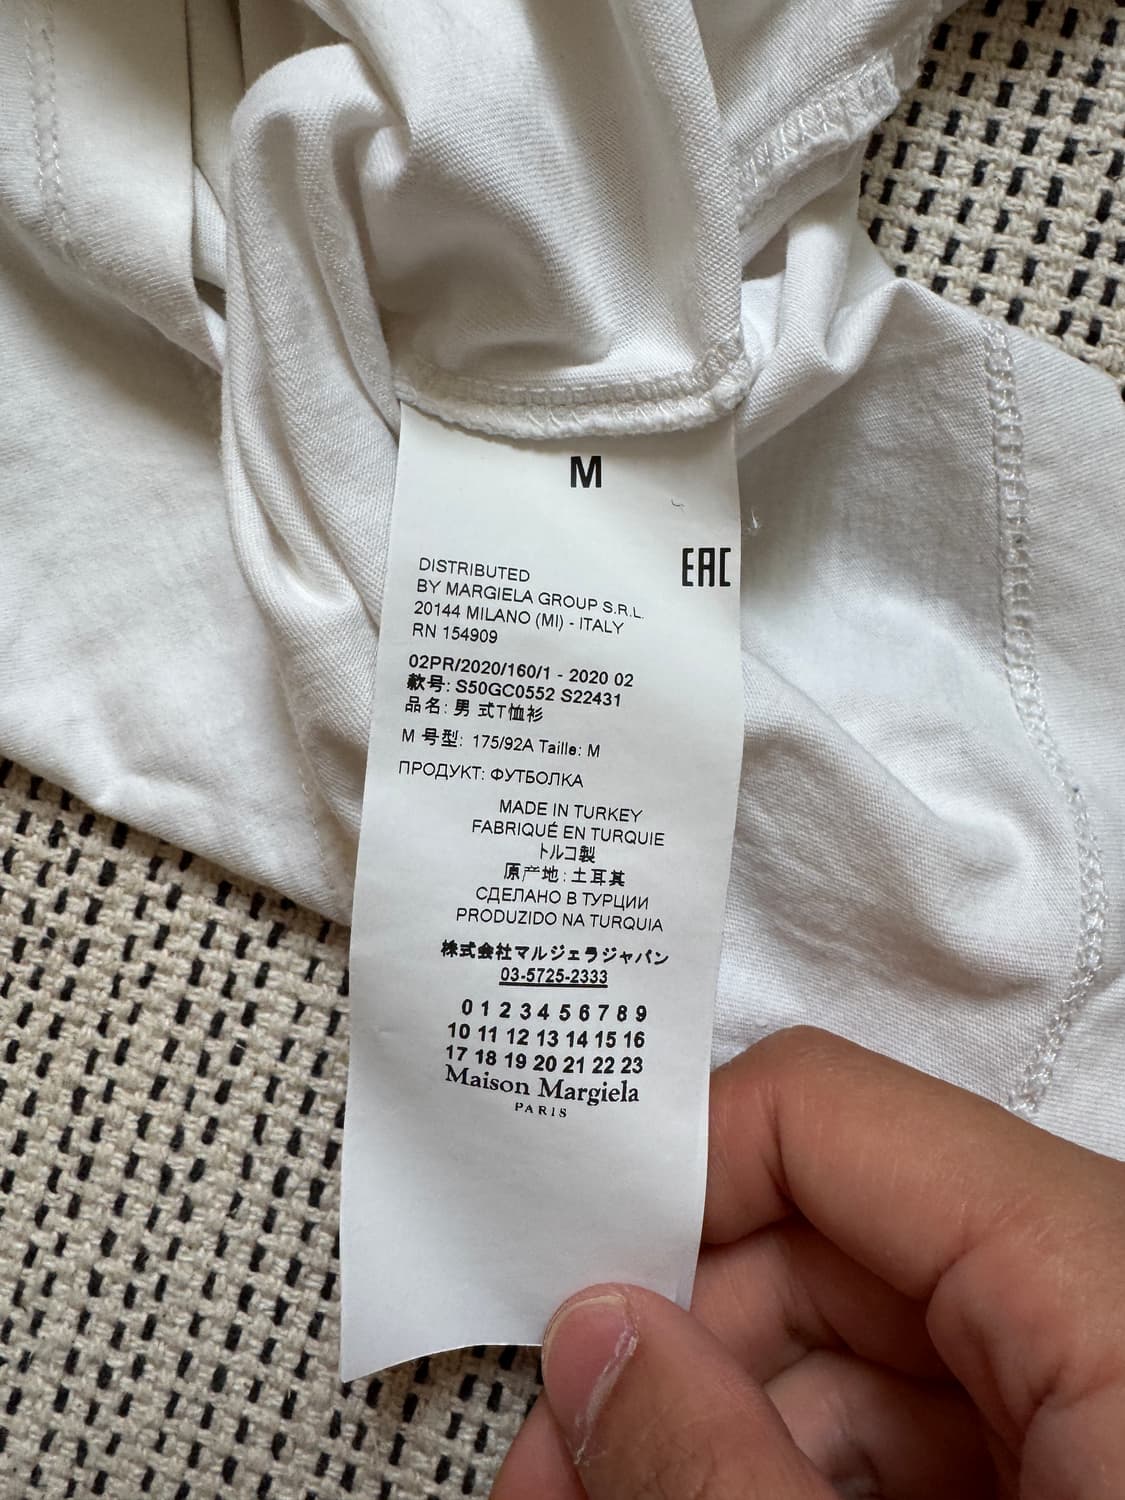 M
EAC
DISTRIBUTED
BY MARGIELA GROUP S.R.L.
20144 MILANO (MI) - ITALY
RN 154909
02PR/2020/160/1 - 2020 02
款号: S50GC0552 S22431
品名: 男 式T恤衫
M 号型: 175/92A Taille: M
ПРОДУКТ: ФУТБОЛКА
MADE IN TURKEY
FABRIQUÉ EN TURQUIE
トルコ製
原产地: 土耳其
СДЕЛАНО В ТУРЦИИ
PRODUZIDO NA TURQUIA
株式会社マルジェラジャパン
03-5725-2333
0 1 2 3 4 5 6 7 8 9
10 11 12 13 14 15 16
17 18 19 20 21 22 23
Maison Margiela
PARIS